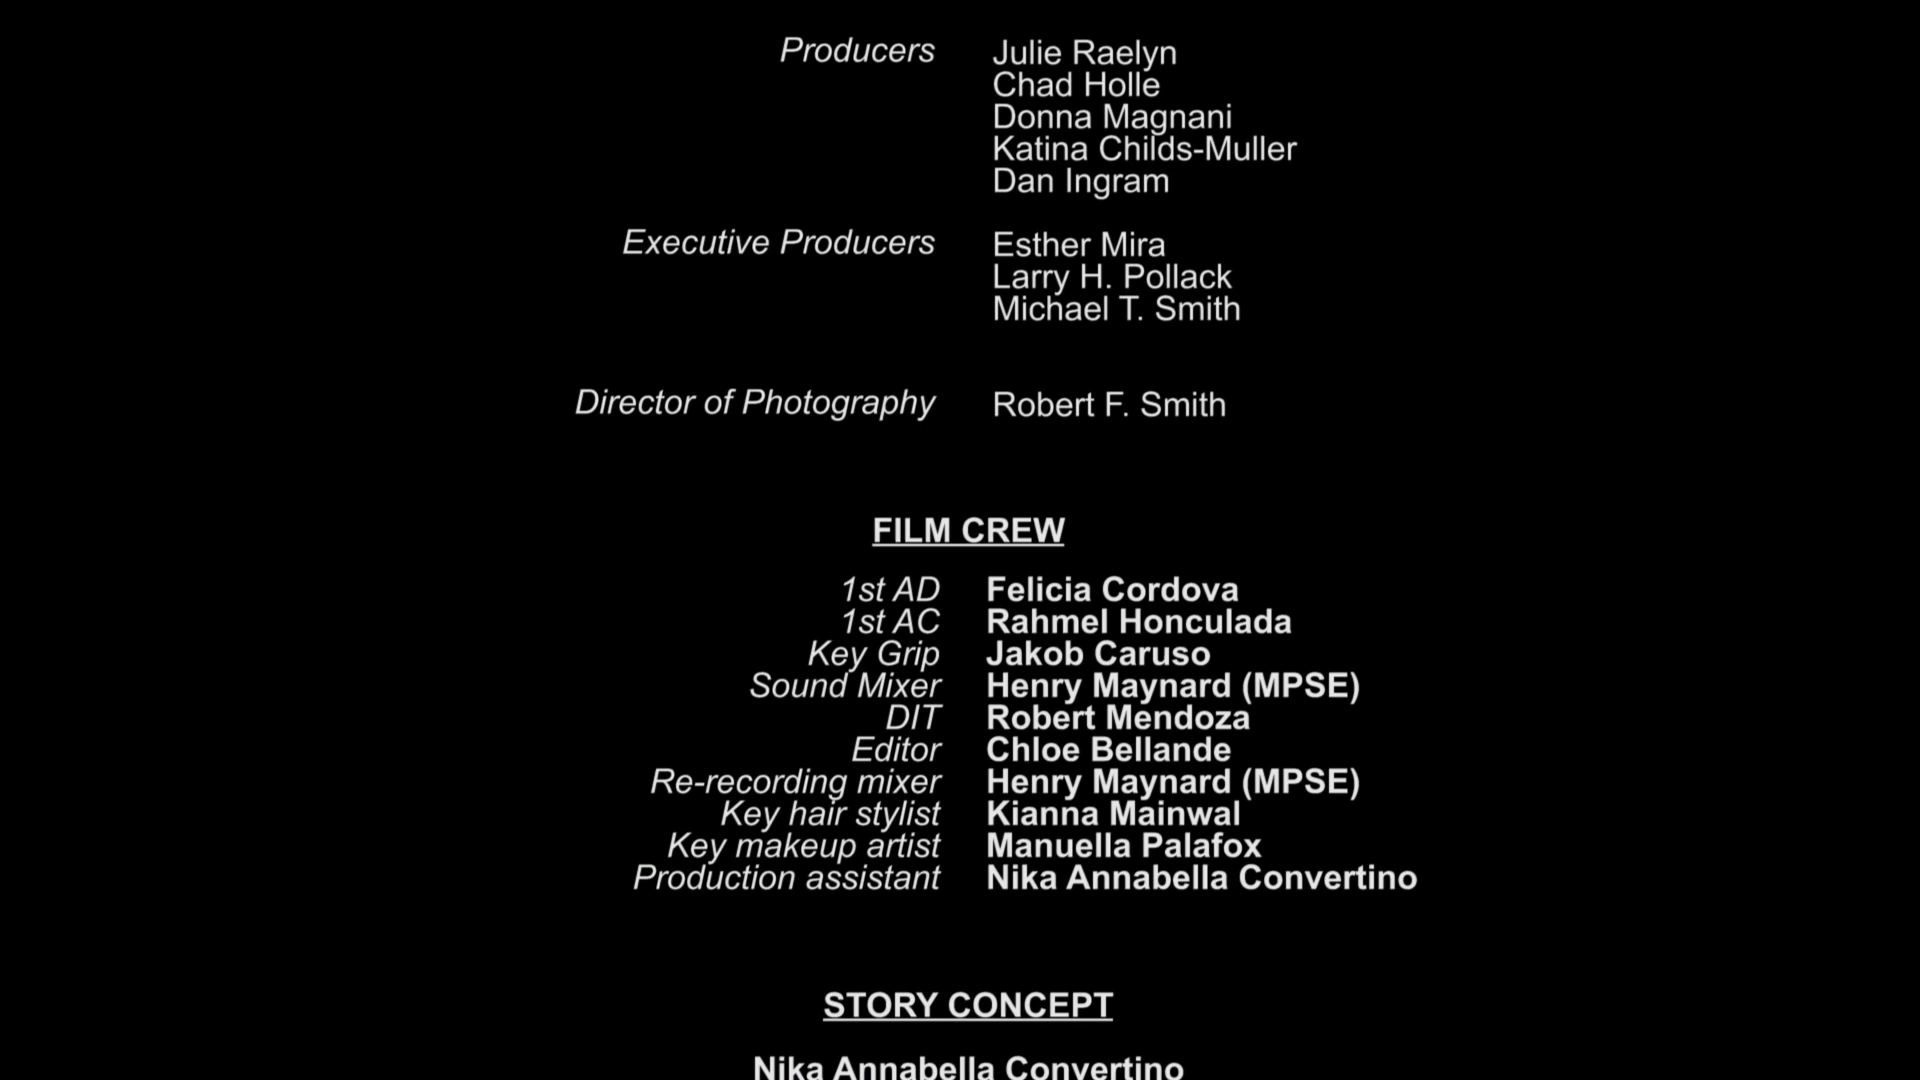 Producers Julie Raelyn
Chad Holle
Donna Magnani
Katina Childs-Muller
Dan Ingram
Executive Producers Esther Mira
Larry H. Pollack
Michael T. Smith
Director of Photography Robert F. Smith
FILM CREW
1st AD Felicia Cordova
1st AC Rahmel Honculada
Key Grip Jakob Caruso
Sound Mixer Henry Maynard (MPSE)
DIT Robert Mendoza
Editor Chloe Bellande
Re-recording mixer Henry Maynard (MPSE)
Key hair stylist Kianna Mainwal
Key makeup artist Manuella Palafox
Production assistant Nika Annabella Convertino
STORY CONCEPT
Nika Annabella Convertino